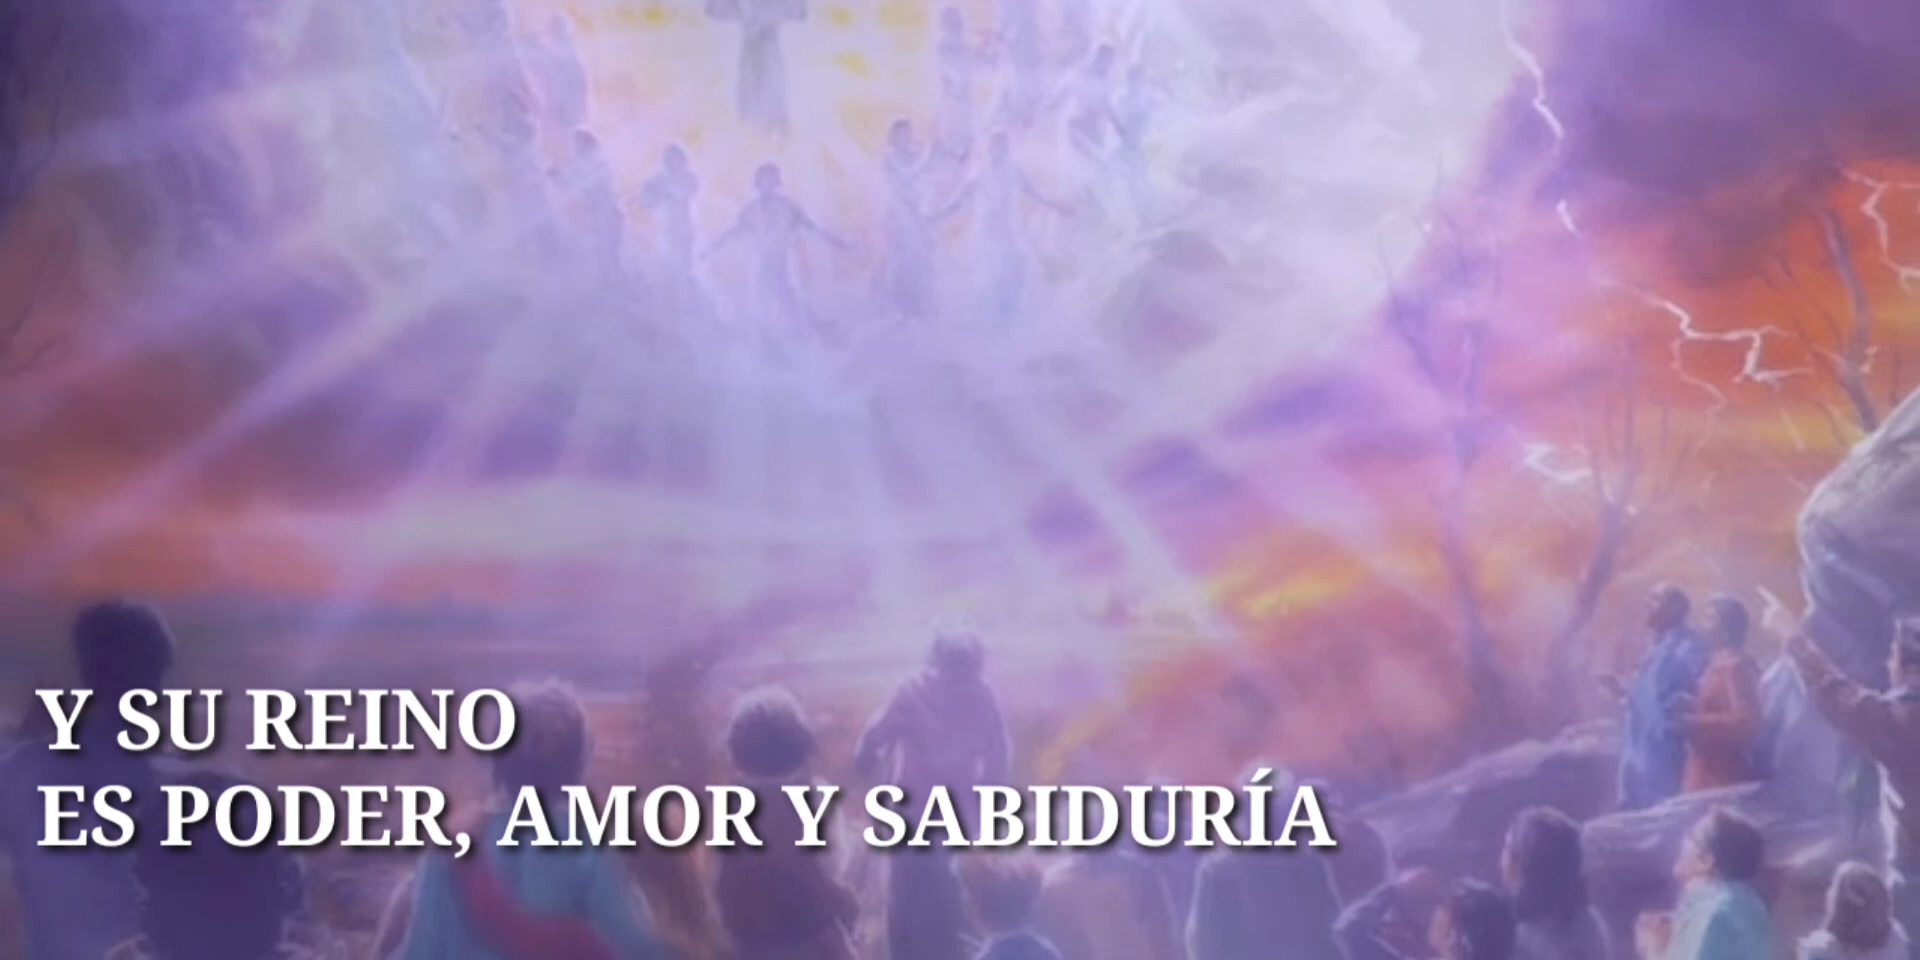 Y SU REINO
ES PODER, AMOR Y SABIDURÍA